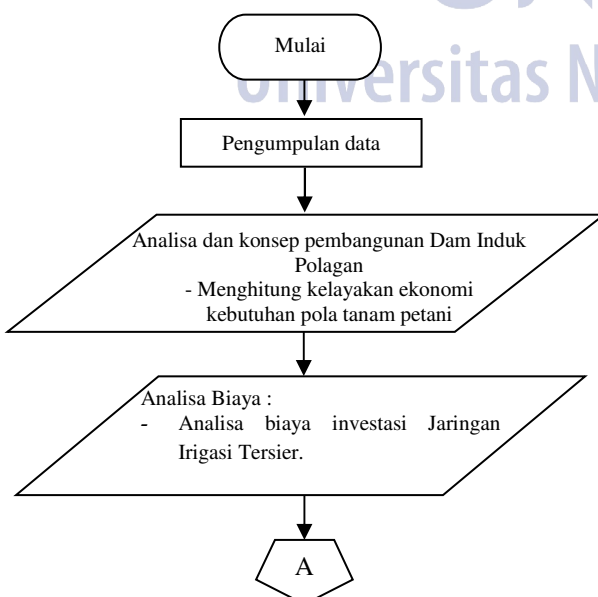 Universitas N
Mulai
Pengumpulan data
Analisa dan konsep pembangunan Dam Induk
Polagan
- Menghitung kelayakan ekonomi
kebutuhan pola tanam petani
Analisa Biaya :
- Analisa biaya investasi Jaringan
Irigasi Tersier.
A